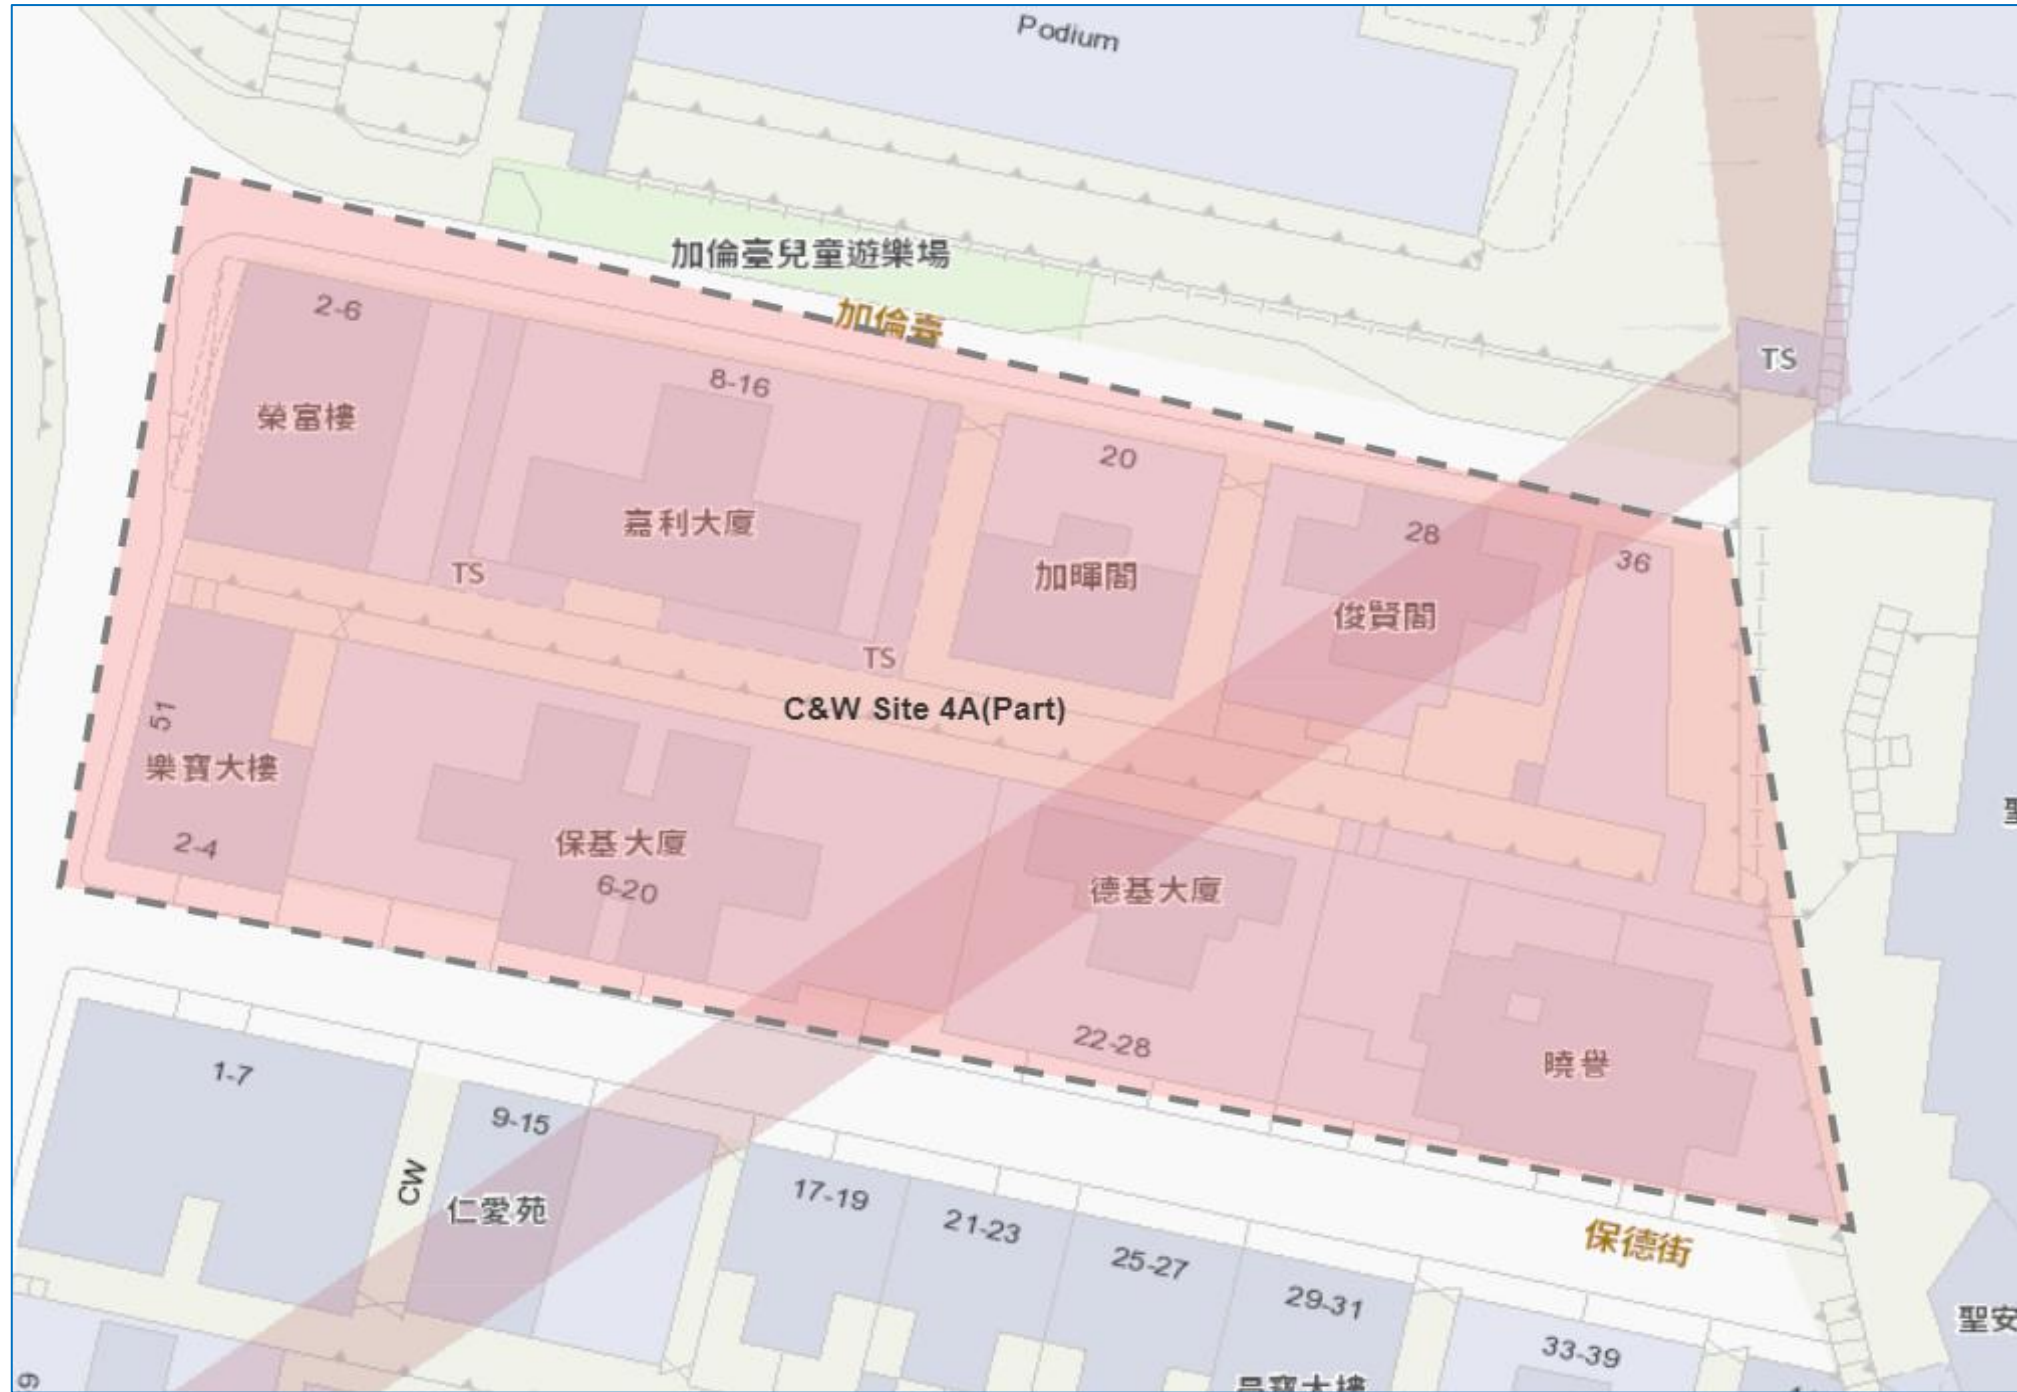 Podium
加倫臺兒童遊樂場
加倫臺
TS
2-6
榮富樓
8-16
嘉利大廈
20
加暉閣
28
俊賢閣
36
TS
TS
C&W Site 4A(Part)
51
樂寶大樓
2-4
保基大廈
6-20
德基大廈
22-28
曉譽
1-7
9-15
CW
仁愛苑
17-19
21-23
25-27
29-31
33-39
保德街
聖安
9